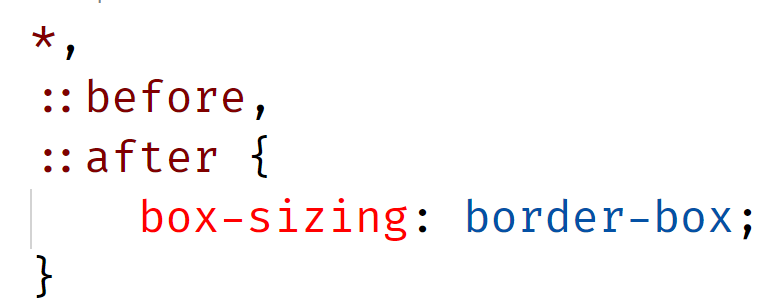 *,
::before,
::after {
    box-sizing: border-box;
}